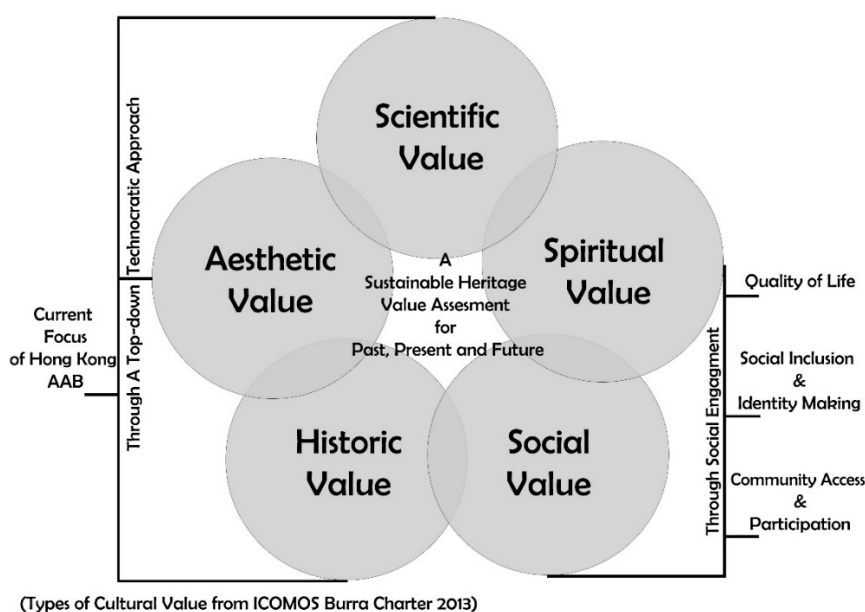 Scientific
Value
Aesthetic
Value
Spiritual
Value
Historic
Value
Social
Value
A
Sustainable Heritage
Value Assesment
for
Past, Present and Future
Current
Focus
of Hong Kong
AAB
Through A Top-down Technocratic Approach
Through Social Engagment
Quality of Life
Social Inclusion
&
Identity Making
Community Access
&
Participation
(Types of Cultural Value from ICOMOS Burra Charter 2013)